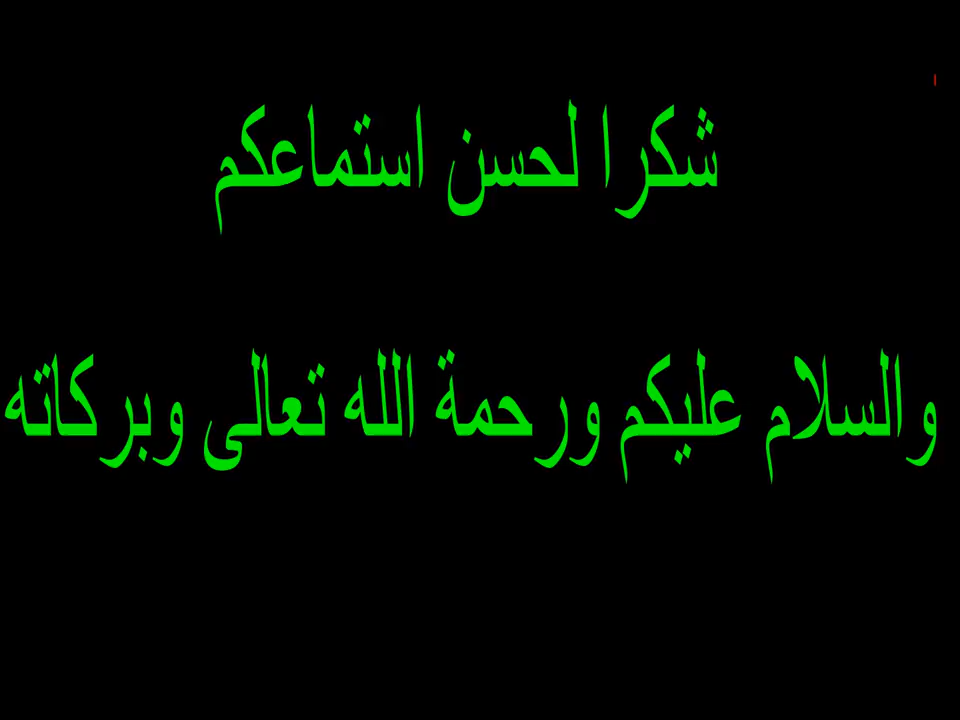 شكرا لحسن استماعكم
والسلام عليكم ورحمة الله تعالى وبركاته